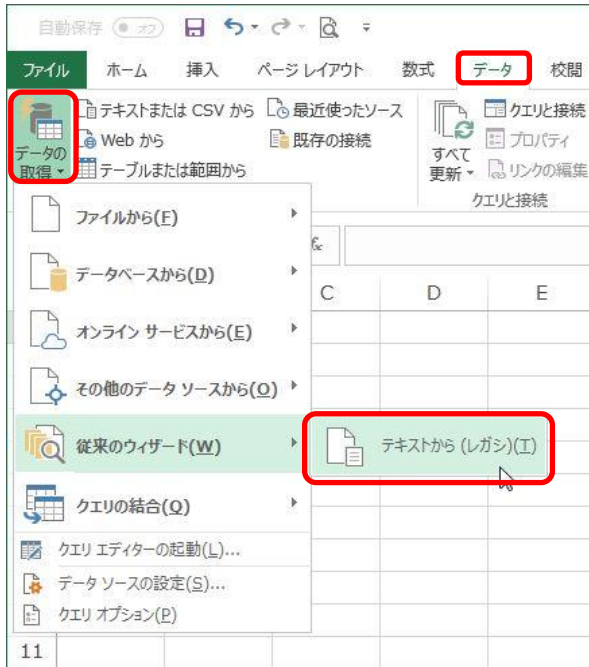 自動保存 オフ
ファイル ホーム 挿入 ページ レイアウト 数式 データ 校閲
データの取得
テキストまたは CSV から
Web から
テーブルまたは範囲から
最近使ったソース
既存の接続
すべて更新
クエリと接続
プロパティ
リンクの編集
クエリと接続
fx
C D E
ファイルから(F)
データベースから(D)
オンライン サービスから(E)
その他のデータ ソースから(O)
従来のウィザード(W)
テキストから (レガシ)(T)
クエリの結合(Q)
クエリ エディターの起動(L)...
データ ソースの設定(S)...
クエリ オプション(P)
11